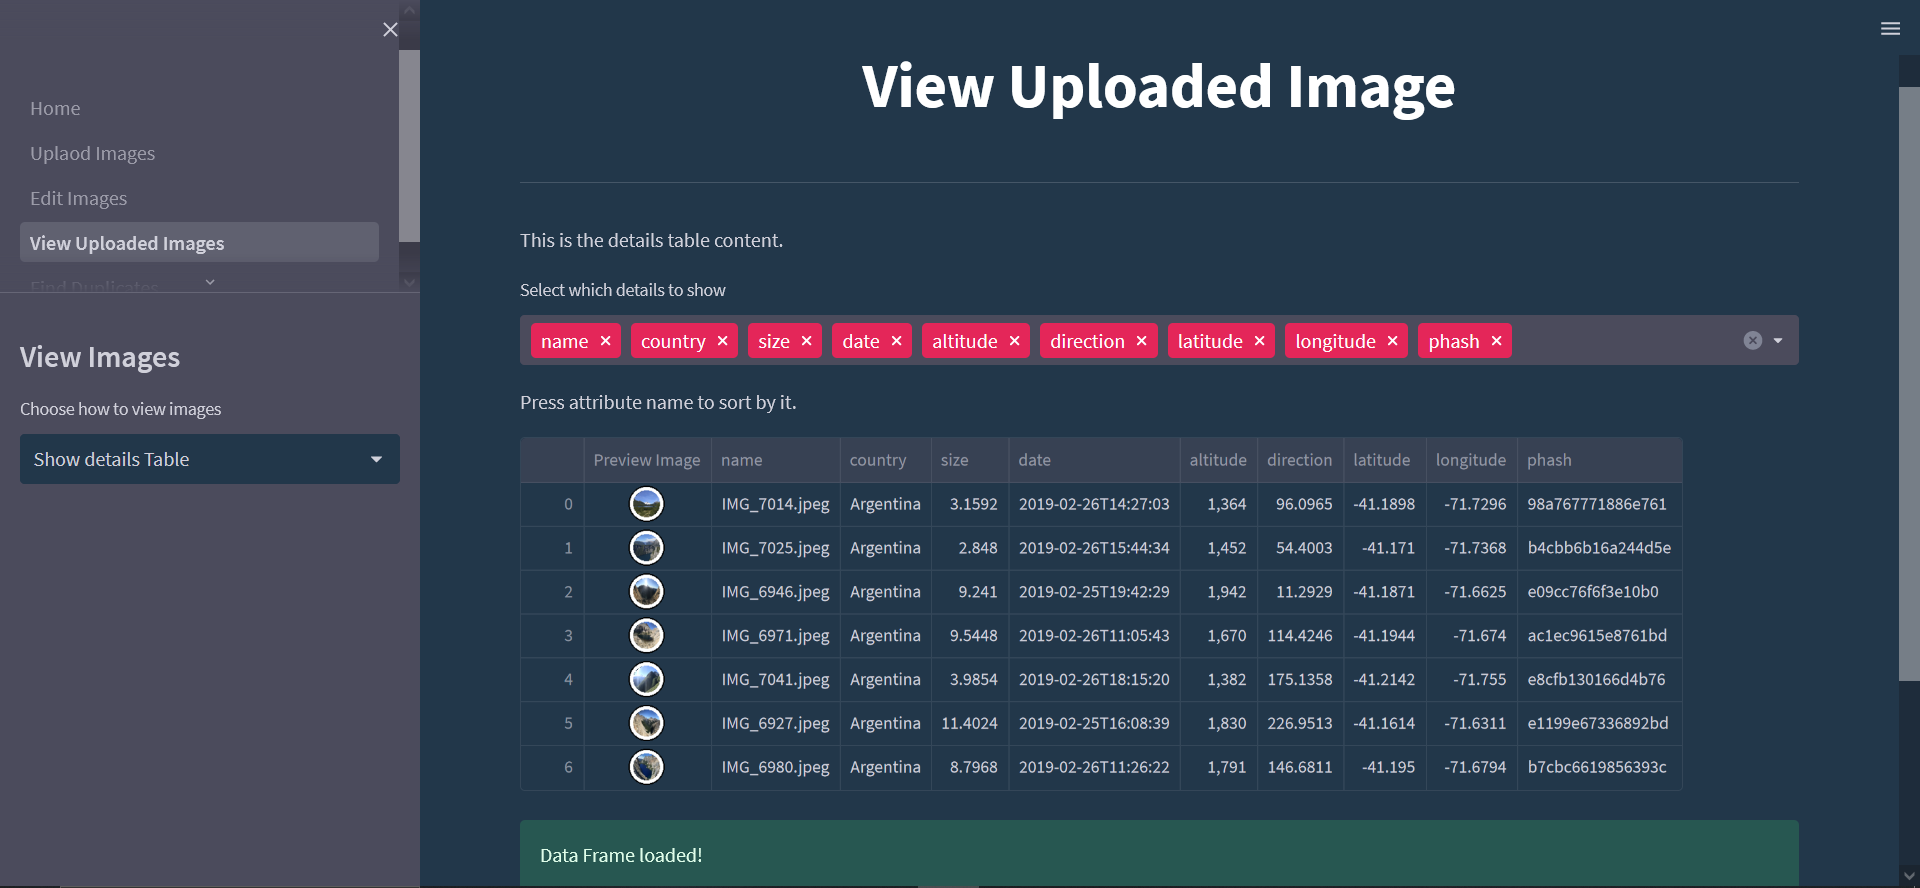 Home
Uplaod Images
Edit Images
View Uploaded Images
Find Duplicates
View Images
Choose how to view images
Show details Table
View Uploaded Image
This is the details table content.
Select which details to show
name country size date altitude direction latitude longitude phash
Press attribute name to sort by it.
Preview Image name country size date altitude direction latitude longitude phash
0 IMG_7014.jpeg Argentina 3.1592 2019-02-26T14:27:03 1,364 96.0965 -41.1898 -71.7296 98a767771886e761
1 IMG_7025.jpeg Argentina 2.848 2019-02-26T15:44:34 1,452 54.4003 -41.171 -71.7368 b4cbb6b16a244d5e
2 IMG_6946.jpeg Argentina 9.241 2019-02-25T19:42:29 1,942 11.2929 -41.1871 -71.6625 e09cc76f6f3e10b0
3 IMG_6971.jpeg Argentina 9.5448 2019-02-26T11:05:43 1,670 114.4246 -41.1944 -71.674 ac1ec9615e8761bd
4 IMG_7041.jpeg Argentina 3.9854 2019-02-26T18:15:20 1,382 175.1358 -41.2142 -71.755 e8cfb130166d4b76
5 IMG_6927.jpeg Argentina 11.4024 2019-02-25T16:08:39 1,830 226.9513 -41.1614 -71.6311 e1199e67336892bd
6 IMG_6980.jpeg Argentina 8.7968 2019-02-26T11:26:22 1,791 146.6811 -41.195 -71.6794 b7cbc6619856393c
Data Frame loaded!